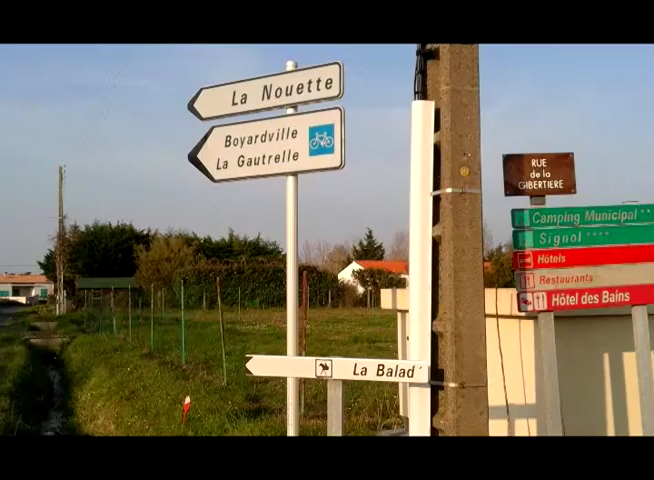 La Nouette
Boyardville
La Gautrelle
RUE
de la
GIBERTIERE
Camping Municipal **
Signol ****
Hôtels
Restaurants
Hôtel des Bains
La Balad'